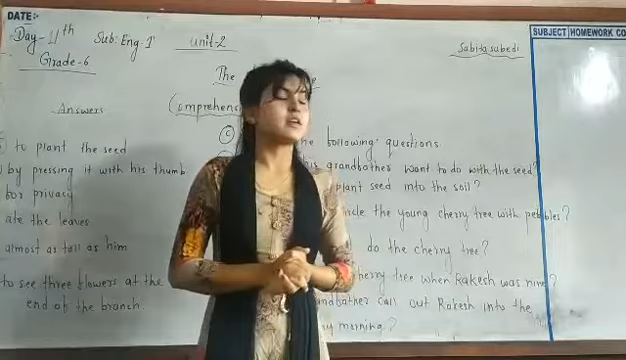 DATE:-
SUBJECT HOMEWORK CO
Day - 11th Sub: Eng-1 unit-2 Sabita subedi
Grade-6
The
Answers (comprehens
to plant the seed (c) the following questions
by pressing it with his thumb grandfather want to do with the seed?
for privacy plant seed into the soil?
ate the leaves circle the young cherry tree with pebbles?
almost as tall as him do the cherry tree?
to see three flowers at the cherry tree when Rakesh was nine?
end of the branch. grandfather call out Rakesh into the
morning?